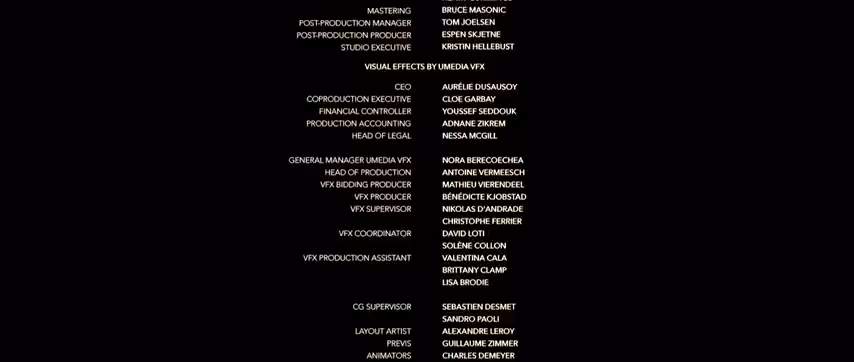 MASTERING BRUCE MASONIC
POST-PRODUCTION MANAGER TOM JOELSEN
POST-PRODUCTION PRODUCER ESPEN SKJETNE
STUDIO EXECUTIVE KRISTIN HELLEBUST
VISUAL EFFECTS BY UMEDIA VFX
CEO AURÉLIE DUSAUSOY
COPRODUCTION EXECUTIVE CLOE GARBAY
FINANCIAL CONTROLLER YOUSSEF SEDDOUK
PRODUCTION ACCOUNTING ADNANE ZIKREM
HEAD OF LEGAL NESSA MCGILL
GENERAL MANAGER UMEDIA VFX NORA BERECOECHEA
HEAD OF PRODUCTION ANTOINE VERMEESCH
VFX BIDDING PRODUCER MATHIEU VIERENDEEL
VFX PRODUCER BÉNÉDICTE KJOBSTAD
VFX SUPERVISOR NIKOLAS D'ANDRADE
CHRISTOPHE FERRIER
VFX COORDINATOR DAVID LOTI
SOLÈNE COLLON
VFX PRODUCTION ASSISTANT VALENTINA CALA
BRITTANY CLAMP
LISA BRODIE
CG SUPERVISOR SEBASTIEN DESMET
SANDRO PAOLI
LAYOUT ARTIST ALEXANDRE LEROY
PREVIS GUILLAUME ZIMMER
ANIMATORS CHARLES DEMEYER